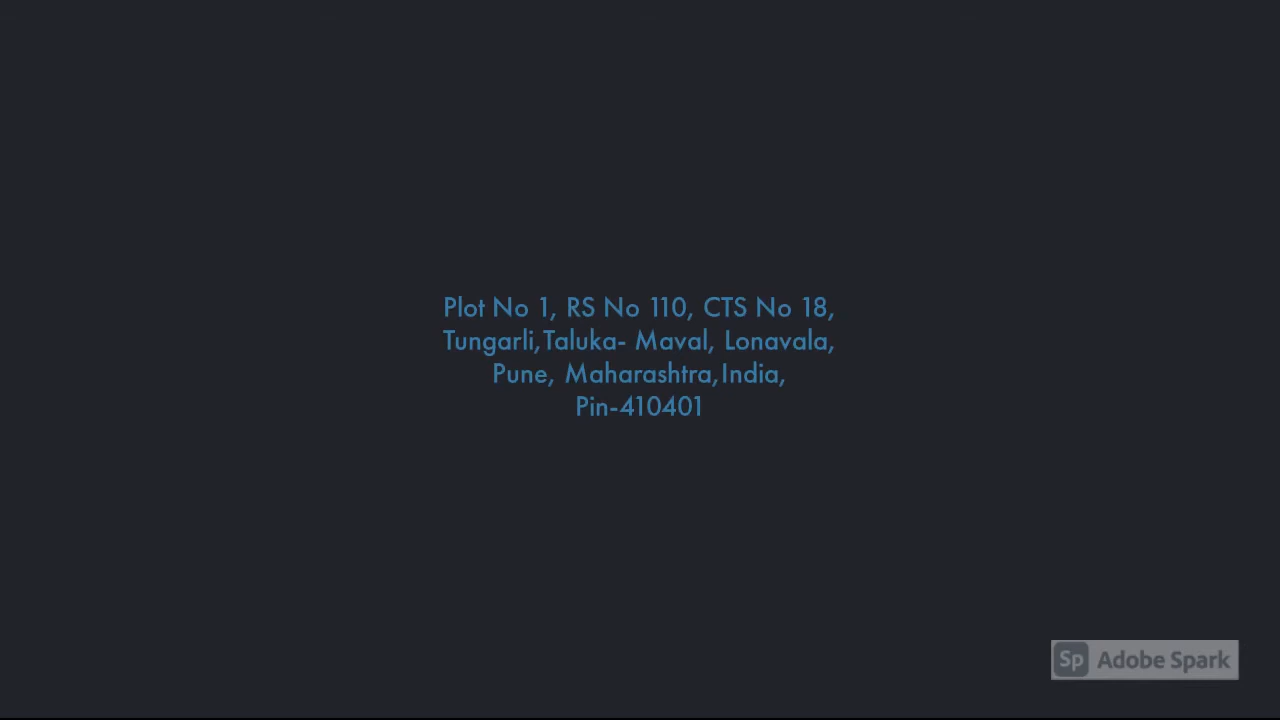 Plot No 1, RS No 110, CTS No 18,
Tungarli,Taluka- Maval, Lonavala,
Pune, Maharashtra,India,
Pin-410401
Sp Adobe Spark